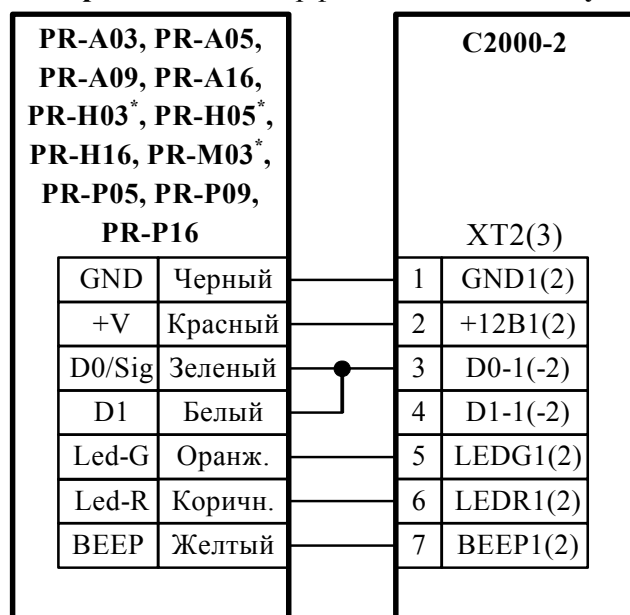 PR-A03, PR-A05,
PR-A09, PR-A16,
PR-H03*, PR-H05*,
PR-H16, PR-M03*,
PR-P05, PR-P09,
PR-P16
GND Черный
+V Красный
D0/Sig Зеленый
D1 Белый
Led-G Оранж.
Led-R Коричн.
BEEP Желтый
C2000-2
XT2(3)
1 GND1(2)
2 +12В1(2)
3 D0-1(-2)
4 D1-1(-2)
5 LEDG1(2)
6 LEDR1(2)
7 BEEP1(2)